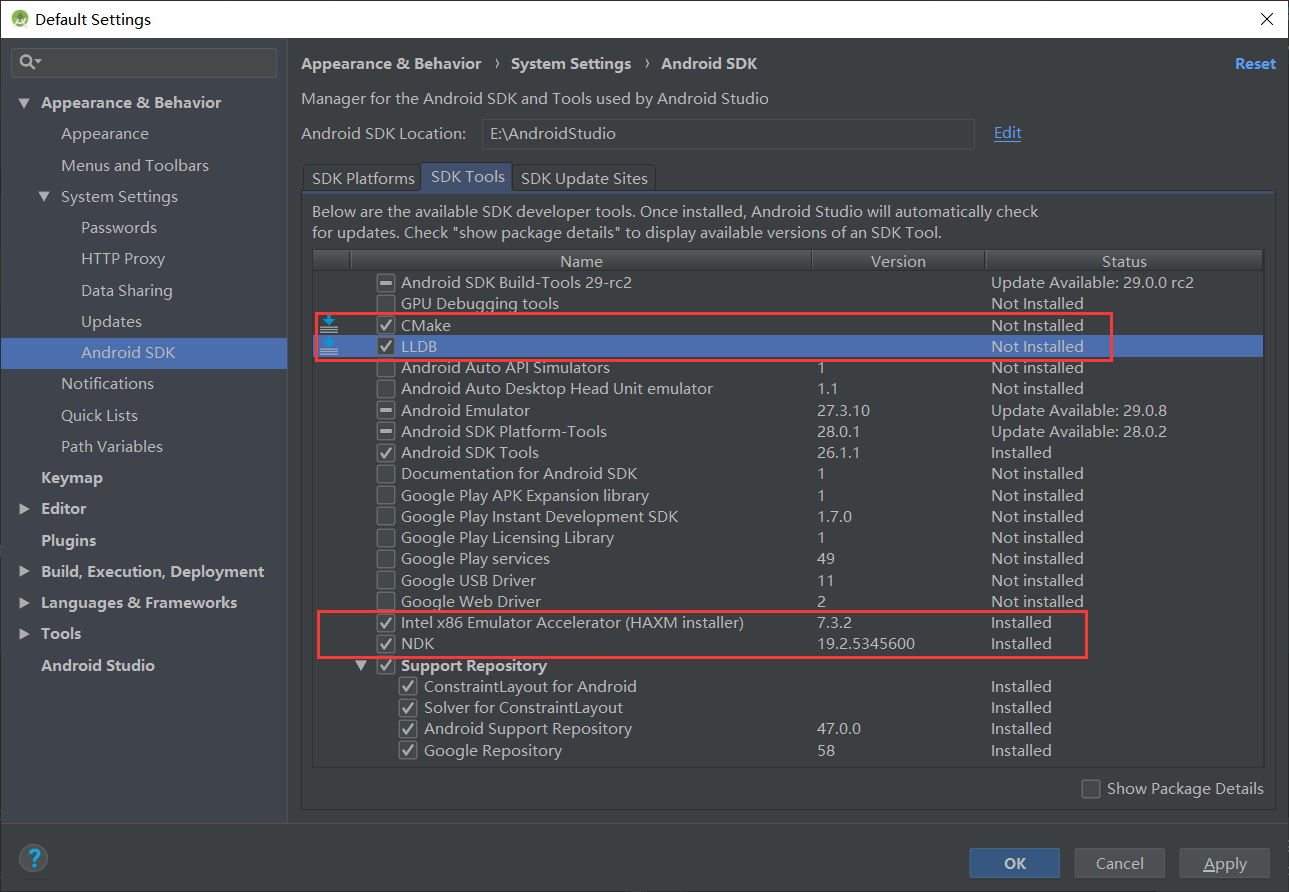 Default Settings
Appearance & Behavior
Appearance
Menus and Toolbars
System Settings
Passwords
HTTP Proxy
Data Sharing
Updates
Android SDK
Notifications
Quick Lists
Path Variables
Keymap
Editor
Plugins
Build, Execution, Deployment
Languages & Frameworks
Tools
Android Studio
Appearance & Behavior › System Settings › Android SDK Reset
Manager for the Android SDK and Tools used by Android Studio
Android SDK Location: E:\AndroidStudio Edit
SDK Platforms SDK Tools SDK Update Sites
Below are the available SDK developer tools. Once installed, Android Studio will automatically check
for updates. Check "show package details" to display available versions of an SDK Tool.
Name Version Status
Android SDK Build-Tools 29-rc2 Update Available: 29.0.0 rc2
GPU Debugging tools Not Installed
CMake Not Installed
LLDB Not Installed
Android Auto API Simulators 1 Not installed
Android Auto Desktop Head Unit emulator 1.1 Not installed
Android Emulator 27.3.10 Update Available: 29.0.8
Android SDK Platform-Tools 28.0.1 Update Available: 28.0.2
Android SDK Tools 26.1.1 Installed
Documentation for Android SDK 1 Not installed
Google Play APK Expansion library 1 Not installed
Google Play Instant Development SDK 1.7.0 Not installed
Google Play Licensing Library 1 Not installed
Google Play services 49 Not installed
Google USB Driver 11 Not installed
Google Web Driver 2 Not installed
Intel x86 Emulator Accelerator (HAXM installer) 7.3.2 Installed
NDK 19.2.5345600 Installed
Support Repository
ConstraintLayout for Android Installed
Solver for ConstraintLayout Installed
Android Support Repository 47.0.0 Installed
Google Repository 58 Installed
Show Package Details
? OK Cancel Apply